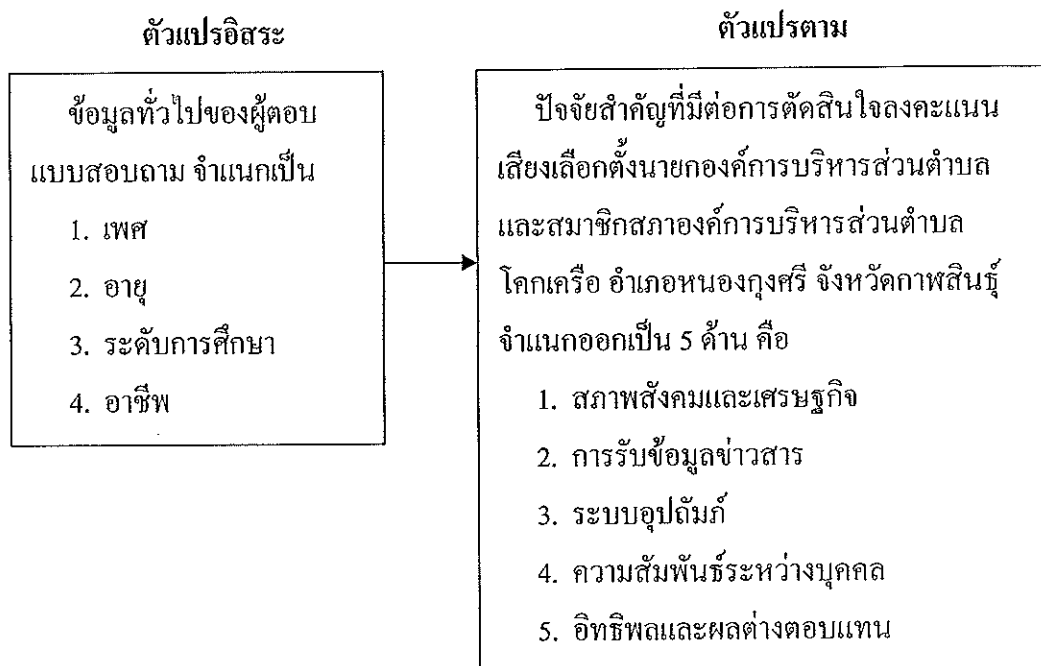 ตัวแปรอิสระ
ข้อมูลทั่วไปของผู้ตอบ
แบบสอบถาม จำแนกเป็น
1. เพศ
2. อายุ
3. ระดับการศึกษา
4. อาชีพ
ตัวแปรตาม
ปัจจัยสำคัญที่มีต่อการตัดสินใจลงคะแนน
เสียงเลือกตั้งนายกองค์การบริหารส่วนตำบล
และสมาชิกสภาองค์การบริหารส่วนตำบล
โคกเครือ อำเภอหนองกุงศรี จังหวัดกาฬสินธุ์
จำแนกออกเป็น 5 ด้าน คือ
1. สภาพสังคมและเศรษฐกิจ
2. การรับข้อมูลข่าวสาร
3. ระบบอุปถัมภ์
4. ความสัมพันธ์ระหว่างบุคคล
5. อิทธิพลและผลต่างตอบแทน